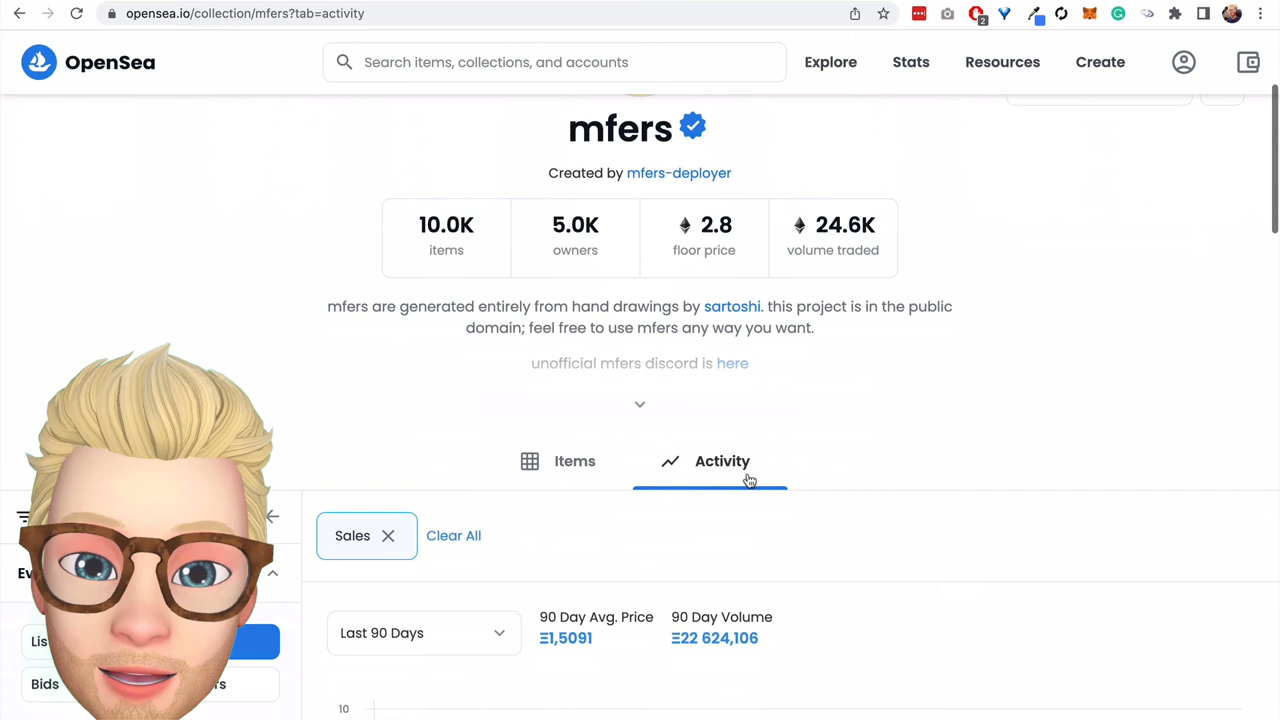 opensea.io/collection/mfers?tab=activity
2
OpenSea
Search items, collections, and accounts
Explore
Stats
Resources
Create
mfers
Created by mfers-deployer
10.0K
items
5.0K
owners
2.8
floor price
24.6K
volume traded
mfers are generated entirely from hand drawings by sartoshi. this project is in the public
domain; feel free to use mfers any way you want.
unofficial mfers discord is here
Items
Activity
Sales
Clear All
Last 90 Days
90 Day Avg. Price
Ξ1,5091
90 Day Volume
Ξ22 624,106
Bids
10